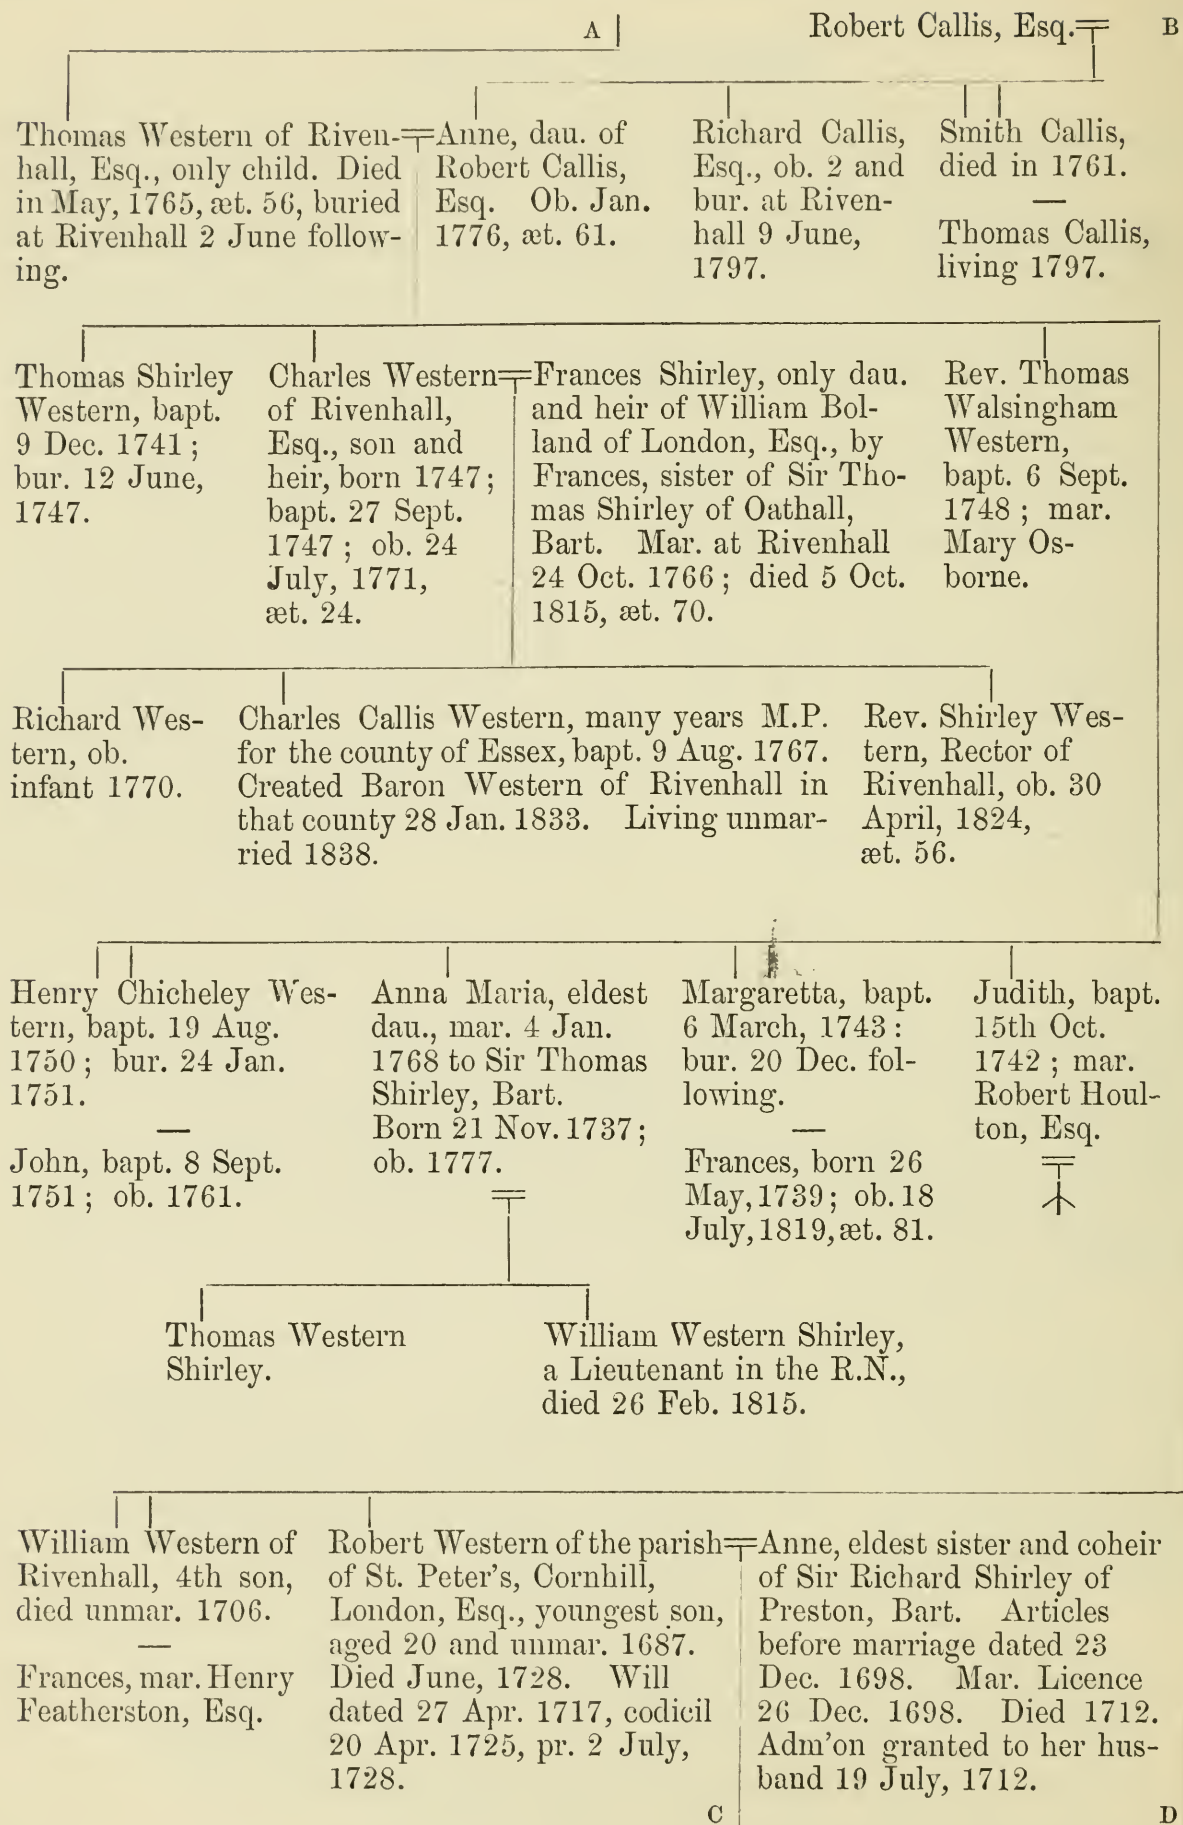 A
Robert Callis, Esq.
B
Thomas Western of Riven-
hall, Esq., only child. Died
in May, 1765, æt. 56, buried
at Rivenhall 2 June follow-
ing.
Anne, dau. of
Robert Callis,
Esq. Ob. Jan.
1776, æt. 61.
Richard Callis,
Esq., ob. 2 and
bur. at Riven-
hall 9 June,
1797.
Smith Callis,
died in 1761.
—
Thomas Callis,
living 1797.
Thomas Shirley
Western, bapt.
9 Dec. 1741;
bur. 12 June,
1747.
Charles Western
of Rivenhall,
Esq., son and
heir, born 1747;
bapt. 27 Sept.
1747; ob. 24
July, 1771,
æt. 24.
Frances Shirley, only dau.
and heir of William Bol-
land of London, Esq., by
Frances, sister of Sir Tho-
mas Shirley of Oathall,
Bart. Mar. at Rivenhall
24 Oct. 1766; died 5 Oct.
1815, æt. 70.
Rev. Thomas
Walsingham
Western,
bapt. 6 Sept.
1748; mar.
Mary Os-
borne.
Richard Wes-
tern, ob.
infant 1770.
Charles Callis Western, many years M.P.
for the county of Essex, bapt. 9 Aug. 1767.
Created Baron Western of Rivenhall in
that county 28 Jan. 1833. Living unmar-
ried 1838.
Rev. Shirley Wes-
tern, Rector of
Rivenhall, ob. 30
April, 1824,
æt. 56.
Henry Chicheley Wes-
tern, bapt. 19 Aug.
1750; bur. 24 Jan.
1751.
—
John, bapt. 8 Sept.
1751; ob. 1761.
Anna Maria, eldest
dau., mar. 4 Jan.
1768 to Sir Thomas
Shirley, Bart.
Born 21 Nov. 1737;
ob. 1777.
Margaretta, bapt.
6 March, 1743:
bur. 20 Dec. fol-
lowing.
—
Frances, born 26
May, 1739; ob. 18
July, 1819, æt. 81.
Judith, bapt.
15th Oct.
1742; mar.
Robert Houl-
ton, Esq.
Thomas Western
Shirley.
William Western Shirley,
a Lieutenant in the R.N.,
died 26 Feb. 1815.
William Western of
Rivenhall, 4th son,
died unmar. 1706.
—
Frances, mar. Henry
Featherston, Esq.
Robert Western of the parish
of St. Peter's, Cornhill,
London, Esq., youngest son,
aged 20 and unmar. 1687.
Died June, 1728. Will
dated 27 Apr. 1717, codicil
20 Apr. 1725, pr. 2 July,
1728.
Anne, eldest sister and coheir
of Sir Richard Shirley of
Preston, Bart. Articles
before marriage dated 23
Dec. 1698. Mar. Licence
26 Dec. 1698. Died 1712.
Adm'on granted to her hus-
band 19 July, 1712.
C
D